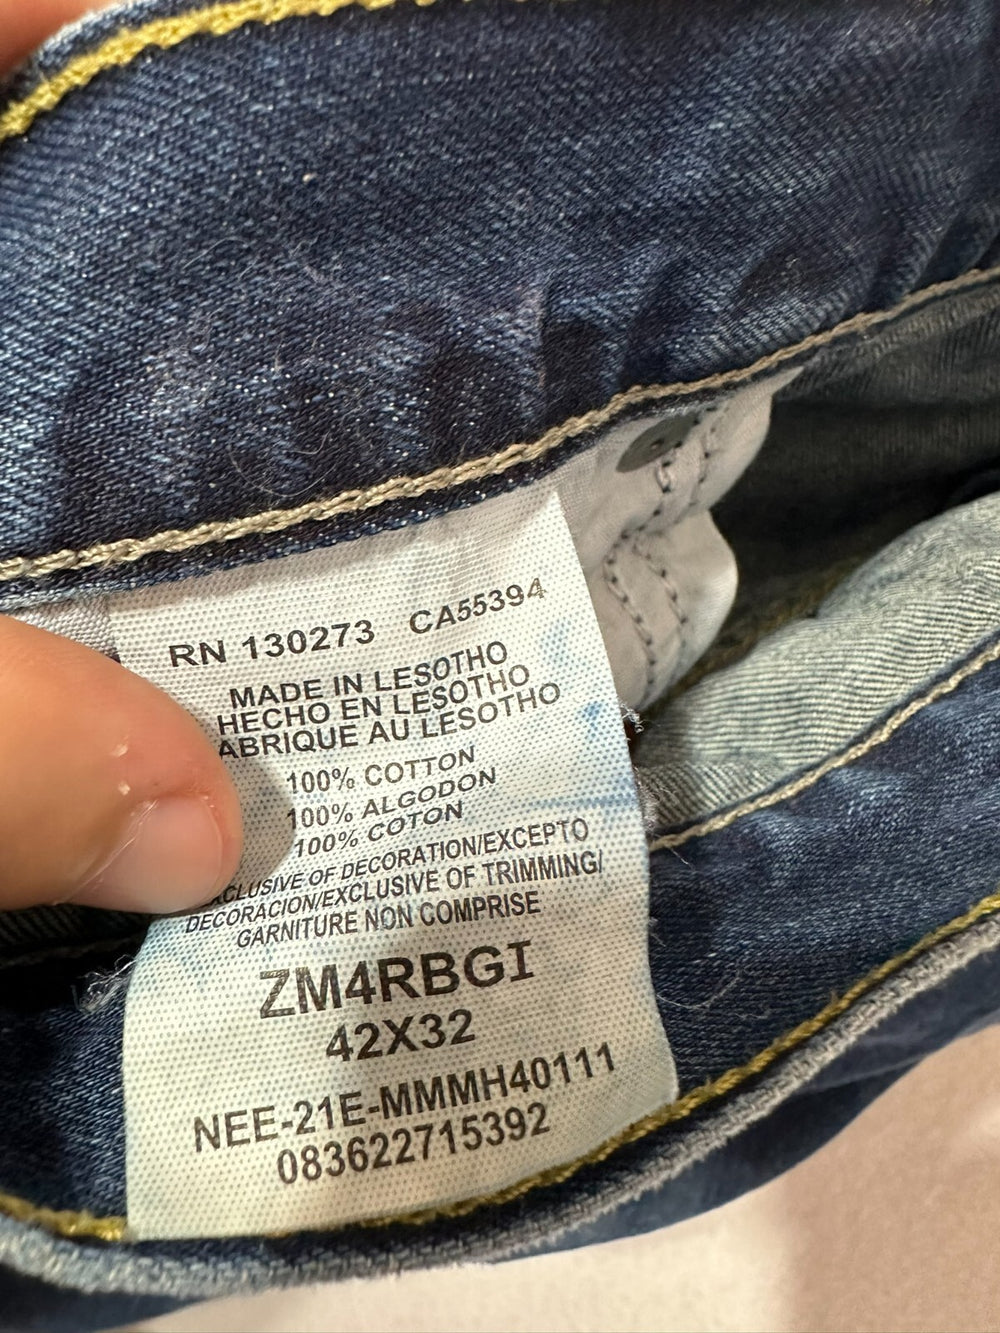 RN 130273 CA55394
MADE IN LESOTHO
HECHO EN LESOTHO
ABRIQUE AU LESOTHO
100% COTTON
100% ALGODON
100% COTON
CLUSIVE OF DECORATION/EXCEPTO
DECORACION/EXCLUSIVE OF TRIMMING/
GARNITURE NON COMPRISE
ZM4RBGI
42X32
NEE-21E-MMMH40111
083622715392